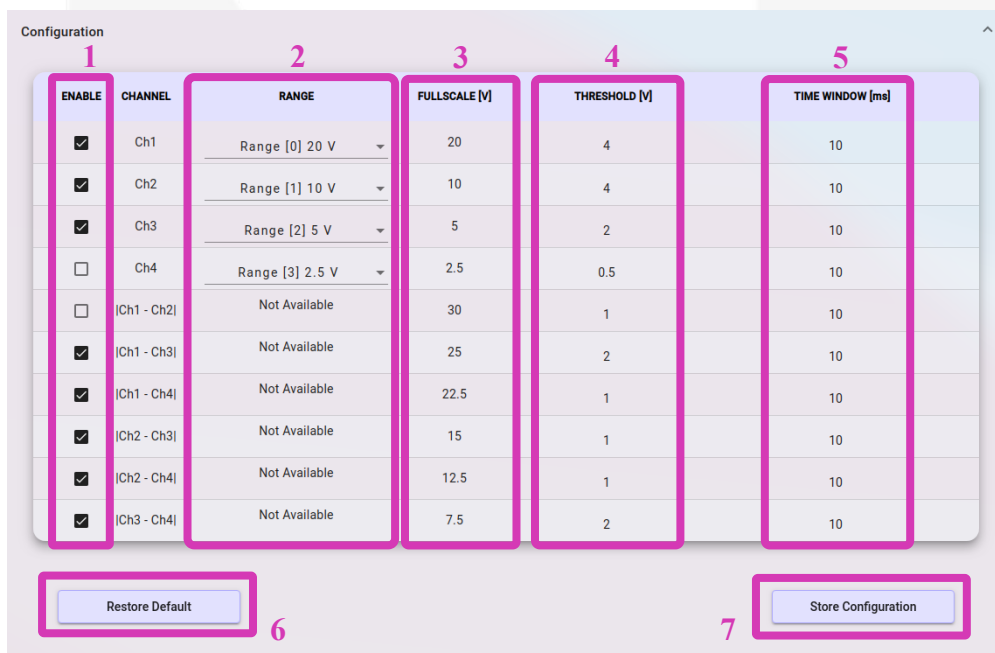 Configuration
1 2 3 4 5
ENABLE CHANNEL RANGE FULLSCALE [V] THRESHOLD [V] TIME WINDOW [ms]
Ch1 Range [0] 20 V 20 4 10
Ch2 Range [1] 10 V 10 4 10
Ch3 Range [2] 5 V 5 2 10
Ch4 Range [3] 2.5 V 2.5 0.5 10
|Ch1 - Ch2| Not Available 30 1 10
|Ch1 - Ch3| Not Available 25 2 10
|Ch1 - Ch4| Not Available 22.5 1 10
|Ch2 - Ch3| Not Available 15 1 10
|Ch2 - Ch4| Not Available 12.5 1 10
|Ch3 - Ch4| Not Available 7.5 2 10
Restore Default Store Configuration
6 7